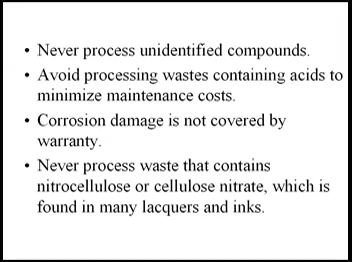 • Never process unidentified compounds.
• Avoid processing wastes containing acids to
minimize maintenance costs.
• Corrosion damage is not covered by
warranty.
• Never process waste that contains
nitrocellulose or cellulose nitrate, which is
found in many lacquers and inks.